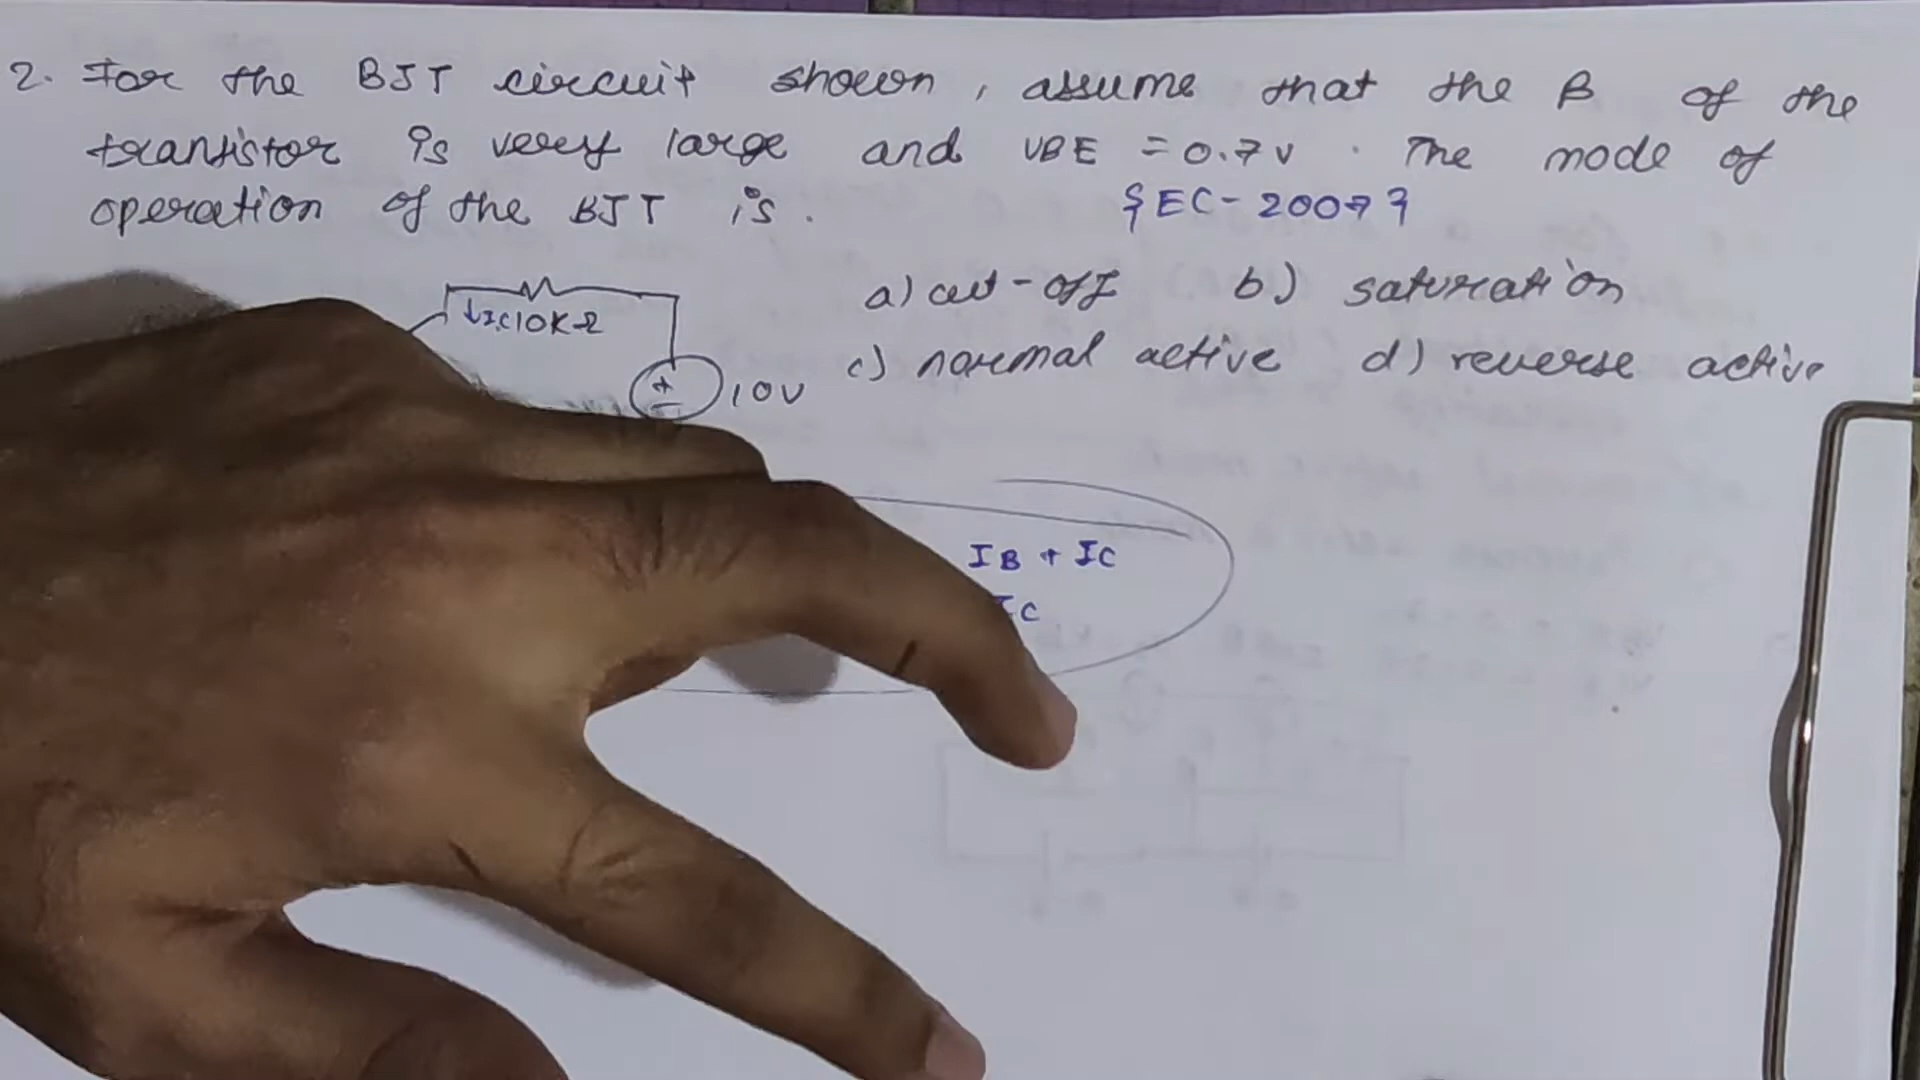 2. For the BJT circuit shown, assume that the β of the
transistor is very large and VBE = 0.7V. The mode of
operation of the BJT is.
{EC-2007}
a) cut-off b.) saturation
c) normal active d) reverse active
↓IC 10KΩ
+
-
10V
IB + IC
IC